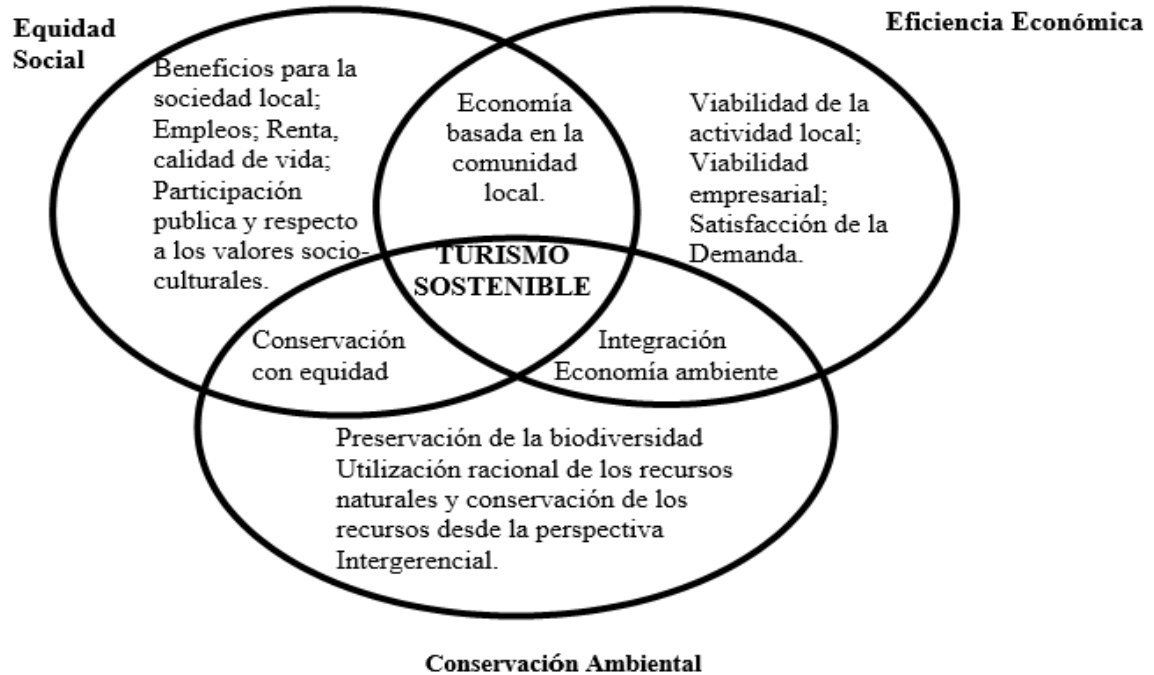 Equidad
Social
Eficiencia Económica
Beneficios para la
sociedad local;
Empleos; Renta,
calidad de vida;
Participación
publica y respecto
a los valores socio-
culturales.
Economía
basada en la
comunidad
local.
Viabilidad de la
actividad local;
Viabilidad
empresarial;
Satisfacción de la
Demanda.
TURISMO
SOSTENIBLE
Conservación
con equidad
Integración
Economía ambiente
Preservación de la biodiversidad
Utilización racional de los recursos
naturales y conservación de los
recursos desde la perspectiva
Intergerencial.
Conservación Ambiental